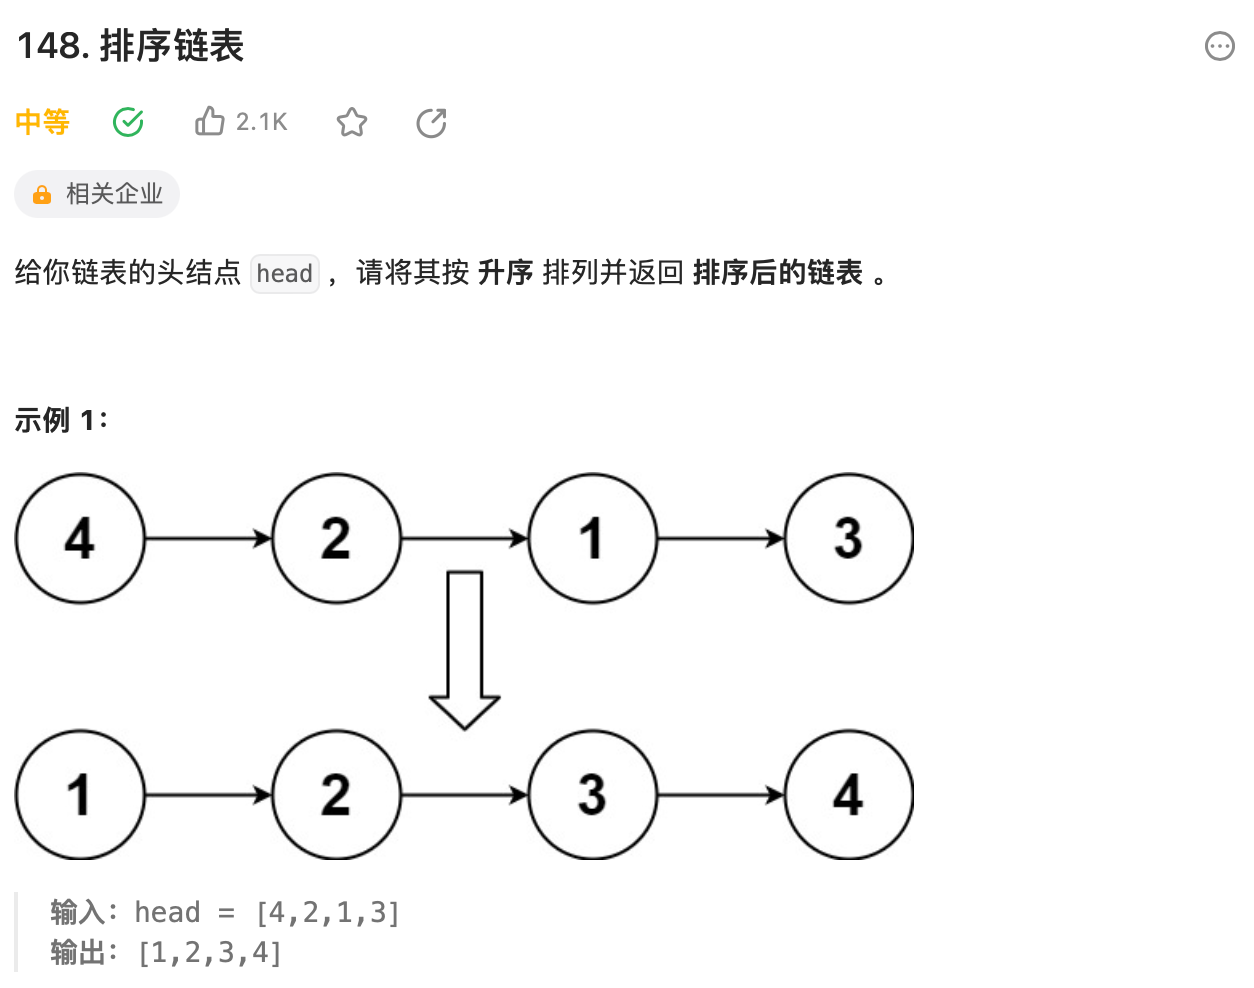 148. 排序链表
中等
2.1K
相关企业
给你链表的头结点 head ，请将其按 升序 排列并返回 排序后的链表 。
示例 1：
4 2 1 3
1 2 3 4
输入：head = [4,2,1,3]
输出：[1,2,3,4]